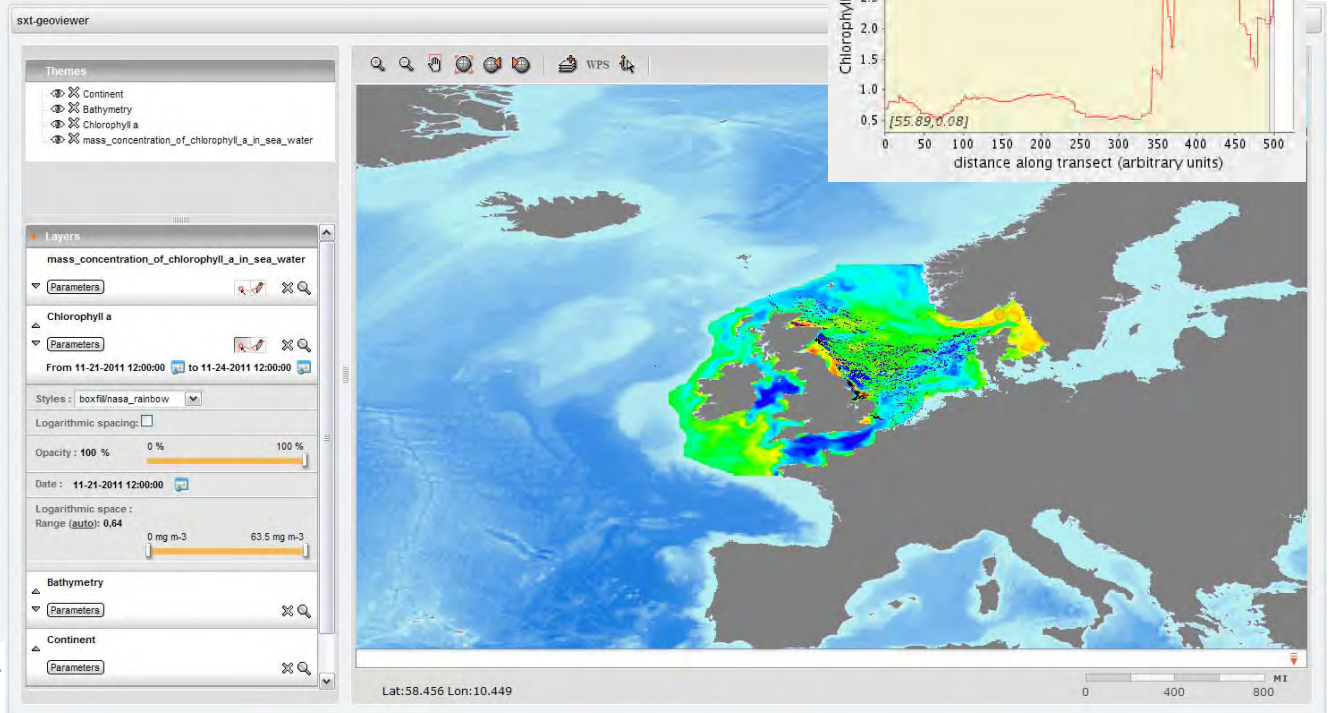 sxt-geoviewer
Themes
Continent
Bathymetry
Chlorophyll a
mass_concentration_of_chlorophyll_a_in_sea_water
Layers
mass_concentration_of_chlorophyll_a_in_sea_water
Parameters
Chlorophyll a
Parameters
From 11-21-2011 12:00:00 to 11-24-2011 12:00:00
Styles : boxfill/nasa_rainbow
Logarithmic spacing:
Opacity : 100 % 0 % 100 %
Date : 11-21-2011 12:00:00
Logarithmic space :
Range (auto): 0,64
0 mg m-3 63.5 mg m-3
Bathymetry
Parameters
Continent
Parameters
WPS
Chlorophyll
2.0
1.5
1.0
0.5
[55.89,0.08]
0 50 100 150 200 250 300 350 400 450 500
distance along transect (arbitrary units)
Lat:58.456 Lon:10.449
MI
0 400 800